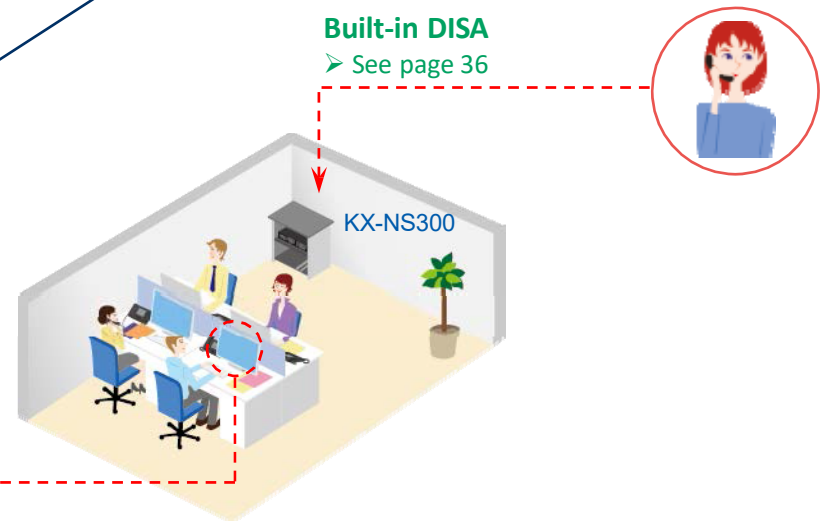 Built-in DISA
➢ See page 36
KX-NS300